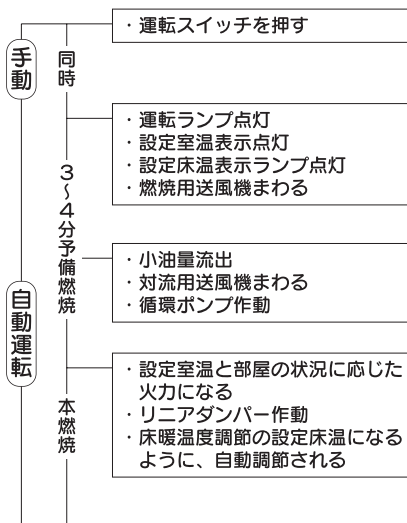 ・運転スイッチを押す
手動
同時
・運転ランプ点灯
・設定室温表示点灯
・設定床温表示ランプ点灯
・燃焼用送風機まわる
3～4分予備燃焼
・小油量流出
・対流用送風機まわる
・循環ポンプ作動
自動運転
・設定室温と部屋の状況に応じた
火力になる
・リニアダンパー作動
・床暖温度調節の設定床温になる
ように、自動調節される
本燃焼